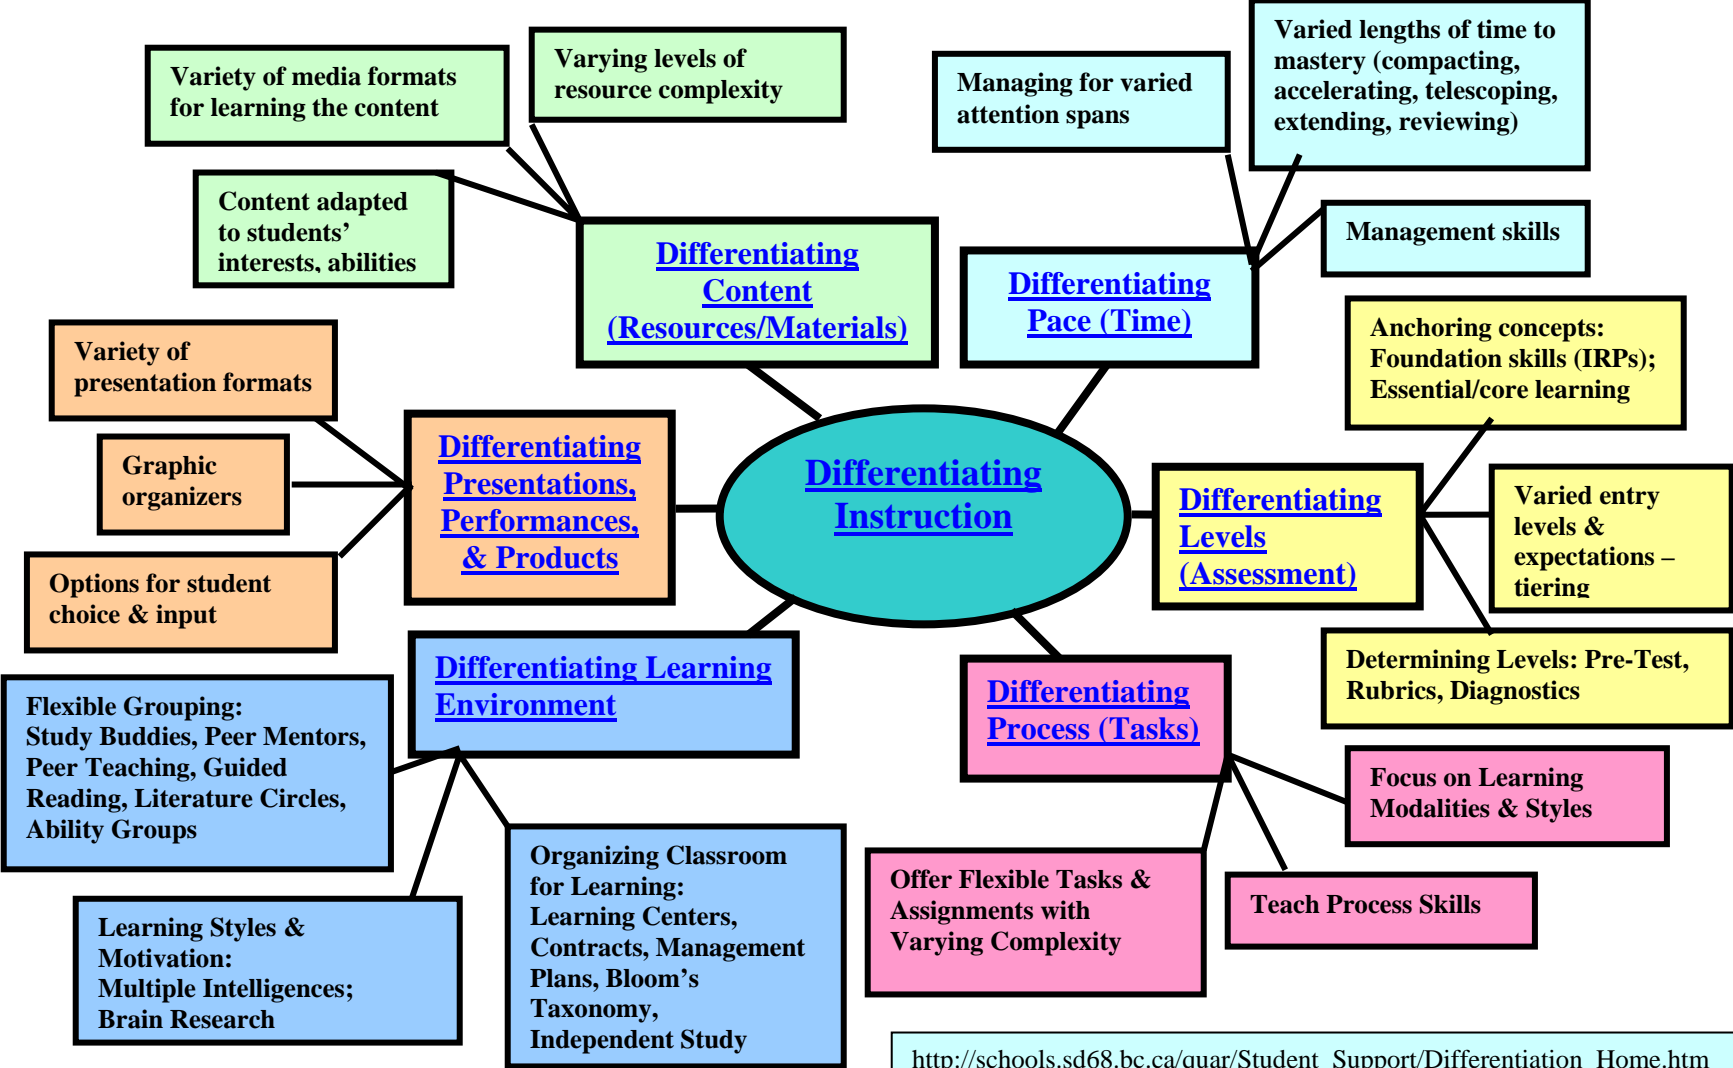 Variety of media formats
for learning the content
Varying levels of
resource complexity
Content adapted
to students’
interests, abilities
Differentiating
Content
(Resources/Materials)
Managing for varied
attention spans
Varied lengths of time to
mastery (compacting,
accelerating, telescoping,
extending, reviewing)
Management skills
Differentiating
Pace (Time)
Variety of
presentation formats
Graphic
organizers
Options for student
choice & input
Differentiating
Presentations,
Performances,
& Products
Differentiating
Instruction
Differentiating
Levels
(Assessment)
Anchoring concepts:
Foundation skills (IRPs);
Essential/core learning
Varied entry
levels &
expectations –
tiering
Determining Levels: Pre-Test,
Rubrics, Diagnostics
Differentiating Learning
Environment
Flexible Grouping:
Study Buddies, Peer Mentors,
Peer Teaching, Guided
Reading, Literature Circles,
Ability Groups
Learning Styles &
Motivation:
Multiple Intelligences;
Brain Research
Organizing Classroom
for Learning:
Learning Centers,
Contracts, Management
Plans, Bloom’s
Taxonomy,
Independent Study
Differentiating
Process (Tasks)
Focus on Learning
Modalities & Styles
Teach Process Skills
Offer Flexible Tasks &
Assignments with
Varying Complexity
http://schools.sd68.bc.ca/quar/Student_Support/Differentiation_Home.htm